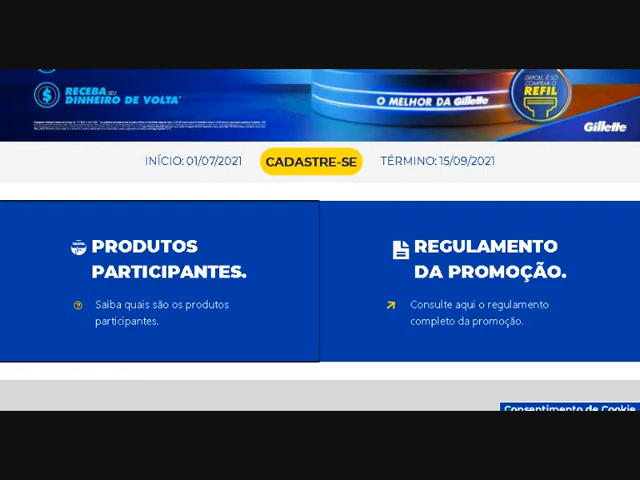 RECEBA SEU
DINHEIRO DE VOLTA*
DEPOIS, É SÓ
COMPRAR O
REFIL
O MELHOR DA Gillette
Gillette
INÍCIO: 01/07/2021
CADASTRE-SE
TÉRMINO: 15/09/2021
PRODUTOS
PARTICIPANTES.
Saiba quais são os produtos
participantes.
REGULAMENTO
DA PROMOÇÃO.
Consulte aqui o regulamento
completo da promoção.
Consentimento de Cookie